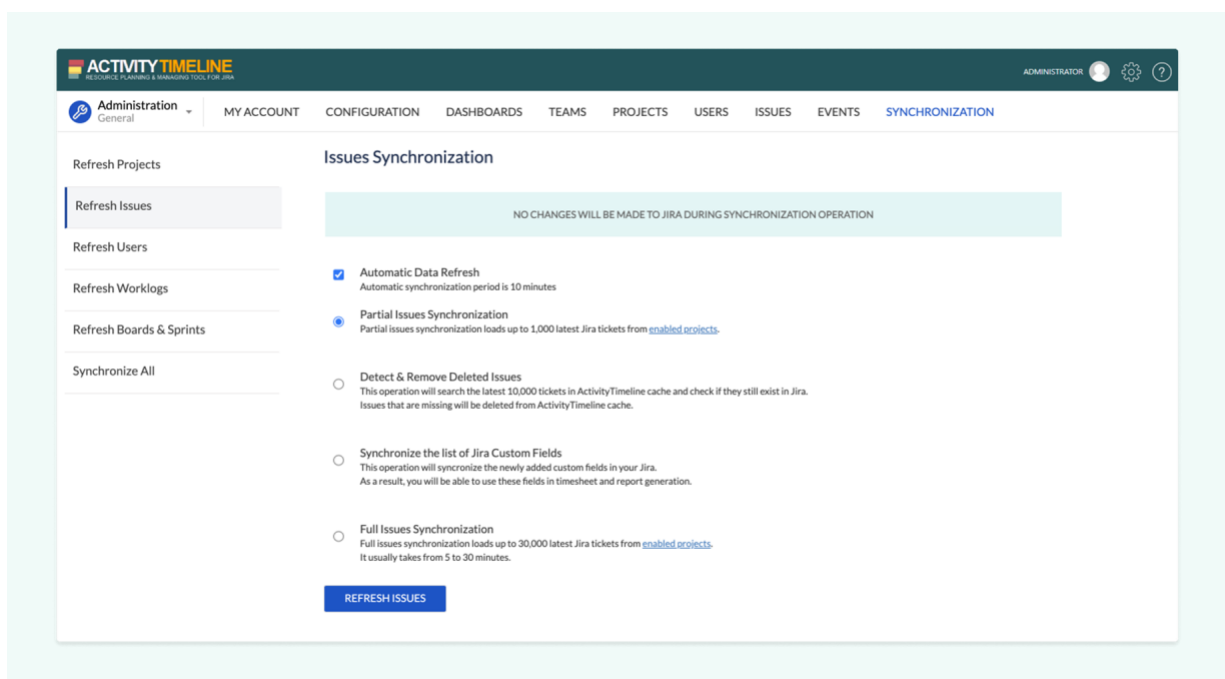 ACTIVITYTIMELINE
RESOURCE PLANNING & MANAGING TOOL FOR JIRA
ADMINISTRATOR
?
Administration
General
MY ACCOUNT
CONFIGURATION
DASHBOARDS
TEAMS
PROJECTS
USERS
ISSUES
EVENTS
SYNCHRONIZATION
Refresh Projects
Refresh Issues
Refresh Users
Refresh Worklogs
Refresh Boards & Sprints
Synchronize All
Issues Synchronization
NO CHANGES WILL BE MADE TO JIRA DURING SYNCHRONIZATION OPERATION
Automatic Data Refresh
Automatic synchronization period is 10 minutes
Partial Issues Synchronization
Partial issues synchronization loads up to 1,000 latest Jira tickets from enabled projects.
Detect & Remove Deleted Issues
This operation will search the latest 10,000 tickets in ActivityTimeline cache and check if they still exist in Jira.
Issues that are missing will be deleted from ActivityTimeline cache.
Synchronize the list of Jira Custom Fields
This operation will syncronize the newly added custom fields in your Jira.
As a result, you will be able to use these fields in timesheet and report generation.
Full Issues Synchronization
Full issues synchronization loads up to 30,000 latest Jira tickets from enabled projects.
It usually takes from 5 to 30 minutes.
REFRESH ISSUES